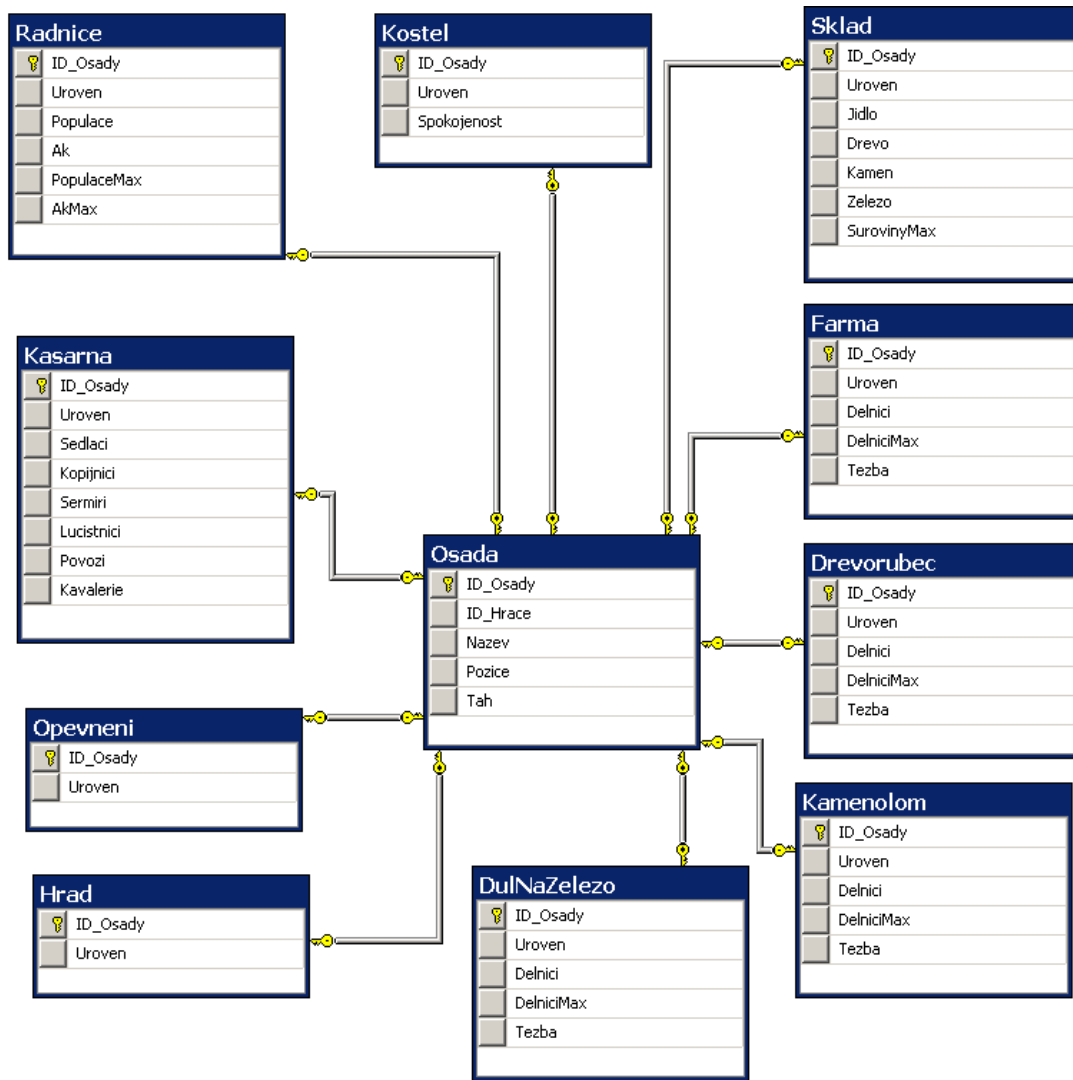 Radnice
ID_Osady
Uroven
Populace
Ak
PopulaceMax
AkMax
Kostel
ID_Osady
Uroven
Spokojenost
Sklad
ID_Osady
Uroven
Jidlo
Drevo
Kamen
Zelezo
SurovinyMax
Kasarna
ID_Osady
Uroven
Sedlaci
Kopijnici
Sermiri
Lucistnici
Povozi
Kavalerie
Farma
ID_Osady
Uroven
Delnici
DelniciMax
Tezba
Osada
ID_Osady
ID_Hrace
Nazev
Pozice
Tah
Drevorubec
ID_Osady
Uroven
Delnici
DelniciMax
Tezba
Opevneni
ID_Osady
Uroven
Kamenolom
ID_Osady
Uroven
Delnici
DelniciMax
Tezba
Hrad
ID_Osady
Uroven
DulNaZelezo
ID_Osady
Uroven
Delnici
DelniciMax
Tezba